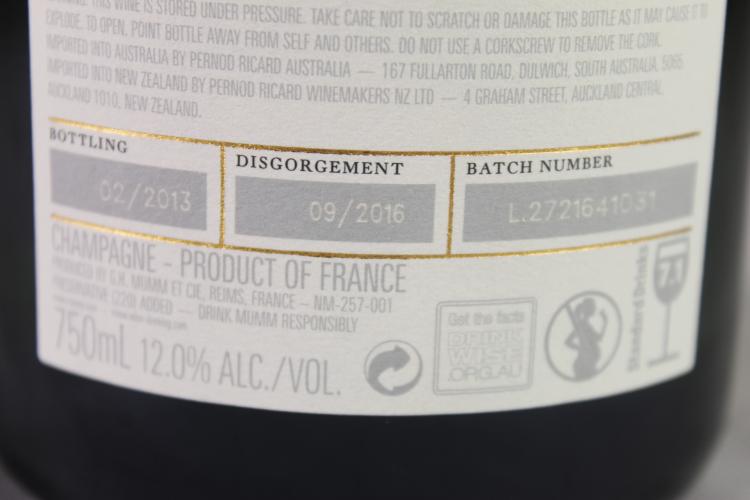 THIS WINE IS STORED UNDER PRESSURE. TAKE CARE NOT TO SCRATCH OR DAMAGE THIS BOTTLE AS IT MAY CAUSE IT TO
EXPLODE. TO OPEN, POINT BOTTLE AWAY FROM SELF AND OTHERS. DO NOT USE A CORKSCREW TO REMOVE THE CORK.
IMPORTED INTO AUSTRALIA BY PERNOD RICARD AUSTRALIA — 167 FULLARTON ROAD, DULWICH, SOUTH AUSTRALIA, 5065
IMPORTED INTO NEW ZEALAND BY PERNOD RICARD WINEMAKERS NZ LTD — 4 GRAHAM STREET, AUCKLAND CENTRAL,
AUCKLAND 1010, NEW ZEALAND.
BOTTLING
02/2013
DISGORGEMENT
09/2016
BATCH NUMBER
L.2721641031
CHAMPAGNE - PRODUCT OF FRANCE
PRODUCED BY G.H. MUMM ET CIE, REIMS, FRANCE – NM-257-001
PRESERVATIVE (220) ADDED — DRINK MUMM RESPONSIBLY
750mL 12.0% ALC./VOL.
Get the facts
DRINK
WISE
.ORG.AU
Standard Drinks
7.1